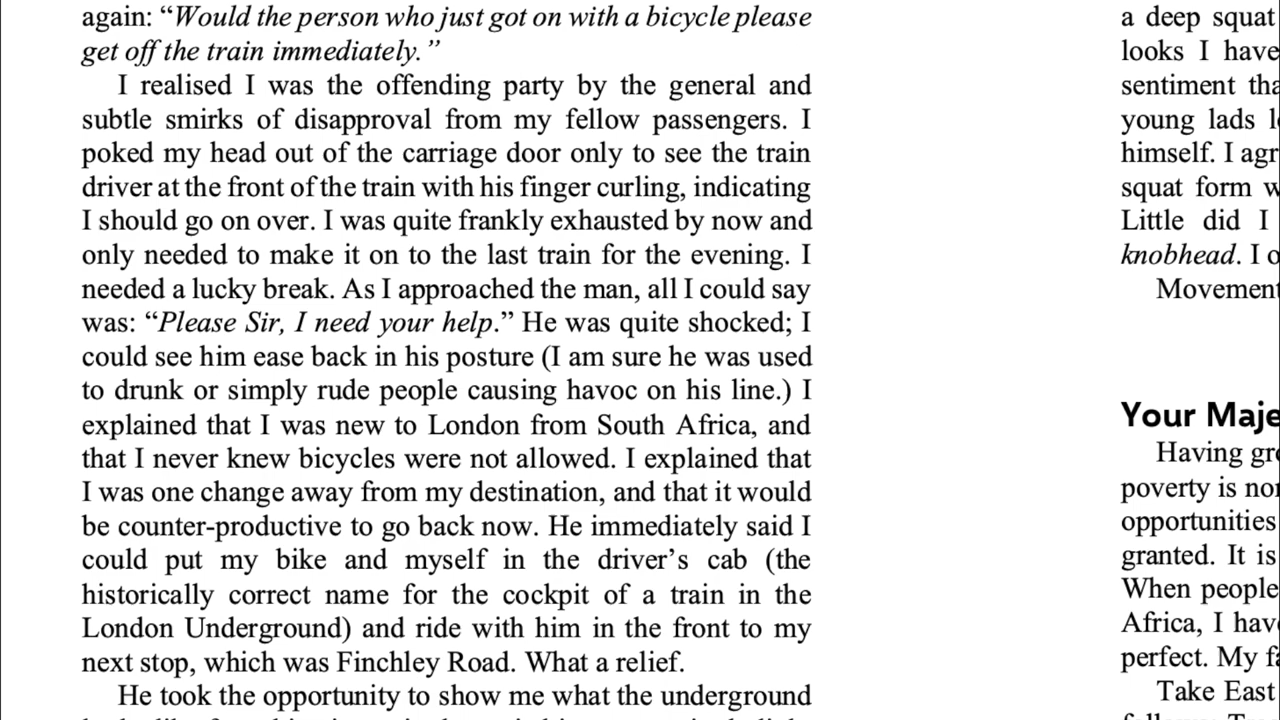 again: “Would the person who just got on with a bicycle please
get off the train immediately.”
I realised I was the offending party by the general and
subtle smirks of disapproval from my fellow passengers. I
poked my head out of the carriage door only to see the train
driver at the front of the train with his finger curling, indicating
I should go on over. I was quite frankly exhausted by now and
only needed to make it on to the last train for the evening. I
needed a lucky break. As I approached the man, all I could say
was: “Please Sir, I need your help.” He was quite shocked; I
could see him ease back in his posture (I am sure he was used
to drunk or simply rude people causing havoc on his line.) I
explained that I was new to London from South Africa, and
that I never knew bicycles were not allowed. I explained that
I was one change away from my destination, and that it would
be counter-productive to go back now. He immediately said I
could put my bike and myself in the driver’s cab (the
historically correct name for the cockpit of a train in the
London Underground) and ride with him in the front to my
next stop, which was Finchley Road. What a relief.
He took the opportunity to show me what the underground
a deep squat
looks I have
sentiment
young lads
himself. I
squat form
Little did I
knobhead. I
Movement
Your
Having
poverty is
opportunities
granted. It is
When people
Africa, I
perfect. My
Take East